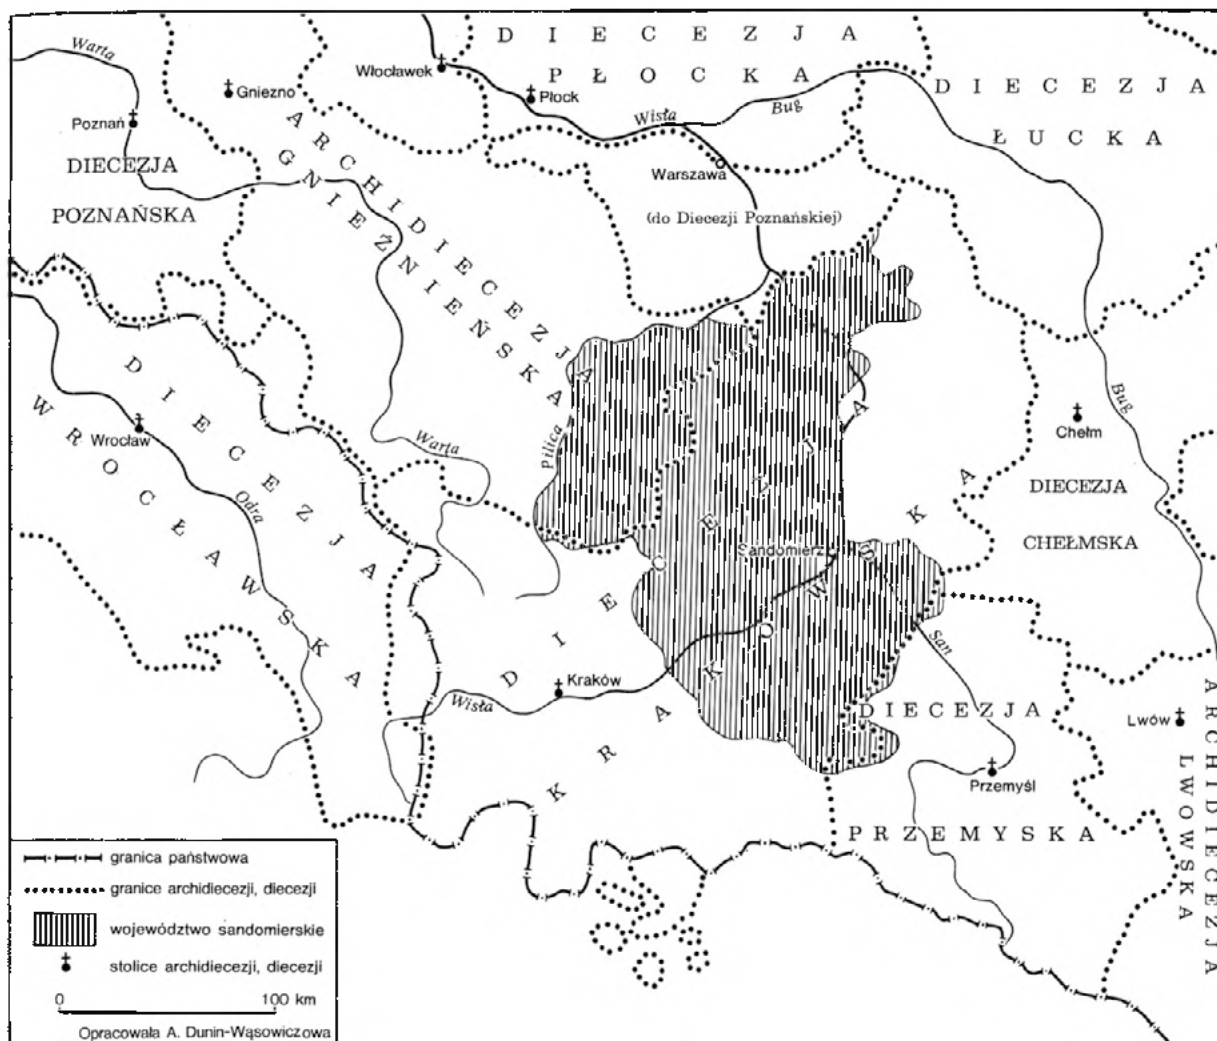 Warta
Gniezno
Poznań
DIECEZJA
POZNAŃSKA
Włocławek
Płock
DIECEZJA
PŁOCKA
Wisła
Bug
DIECEZJA
ŁUCKA
Warszawa
(do Diecezji Poznańskiej)
ARCHIDIECEZJA
GNIEŹNIEŃSKA
DIECEZJA
WROCŁAWSKA
Wrocław
Odra
Warta
Pilica
Bug
Chełm
DIECEZJA
CHEŁMSKA
Sandomierz
San
DIECEZJA
KRAKOWSKA
Kraków
Wisła
DIECEZJA
PRZEMYSKA
Przemyśl
Lwów
ARCHIDIECEZJA
LWOWSKA
granica państwowa
granice archidiecezji, diecezji
województwo sandomierskie
stolice archidiecezji, diecezji
0 100 km
Opracowała A. Dunin-Wąsowiczowa